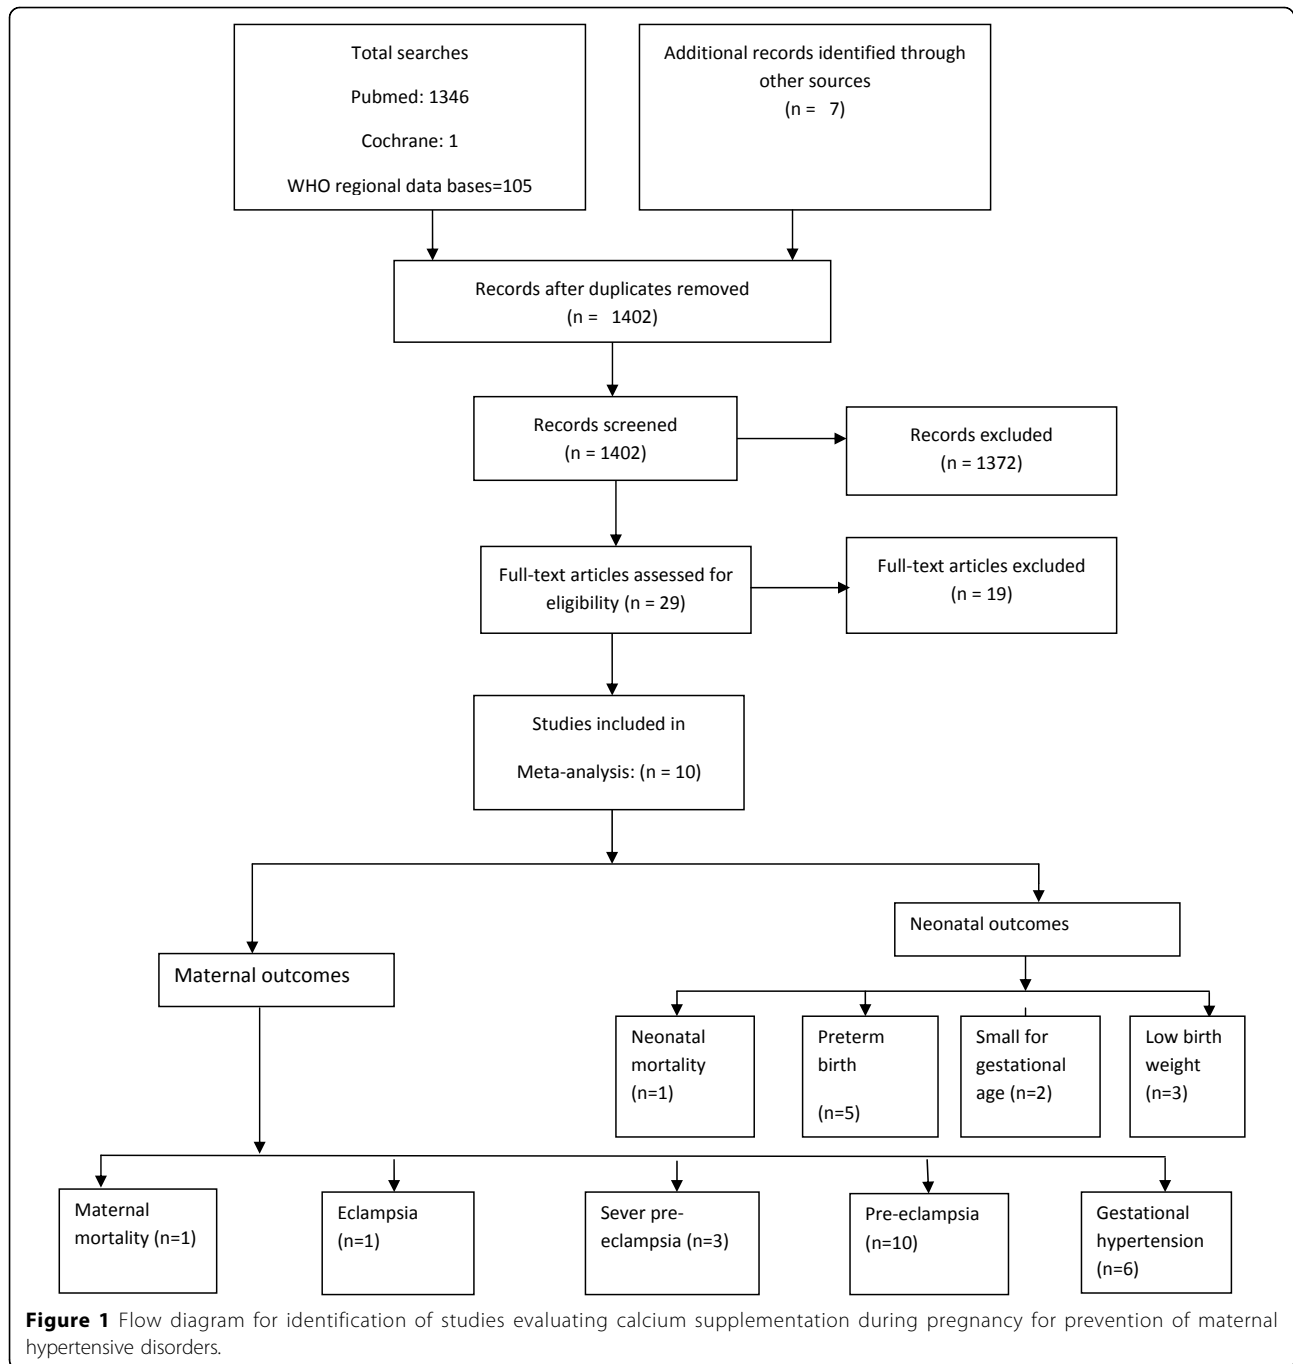 Total searches
Pubmed: 1346
Cochrane: 1
WHO regional data bases=105
Additional records identified through
other sources
(n = 7)
Records after duplicates removed
(n = 1402)
Records screened
(n = 1402)
Records excluded
(n = 1372)
Full-text articles assessed for
eligibility (n = 29)
Full-text articles excluded
(n = 19)
Studies included in
Meta-analysis: (n = 10)
Neonatal outcomes
Maternal outcomes
Neonatal
mortality
(n=1)
Preterm
birth
(n=5)
Small for
gestational
age (n=2)
Low birth
weight
(n=3)
Maternal
mortality (n=1)
Eclampsia
(n=1)
Sever pre-
eclampsia (n=3)
Pre-eclampsia
(n=10)
Gestational
hypertension
(n=6)
Figure 1 Flow diagram for identification of studies evaluating calcium supplementation during pregnancy for prevention of maternal
hypertensive disorders.